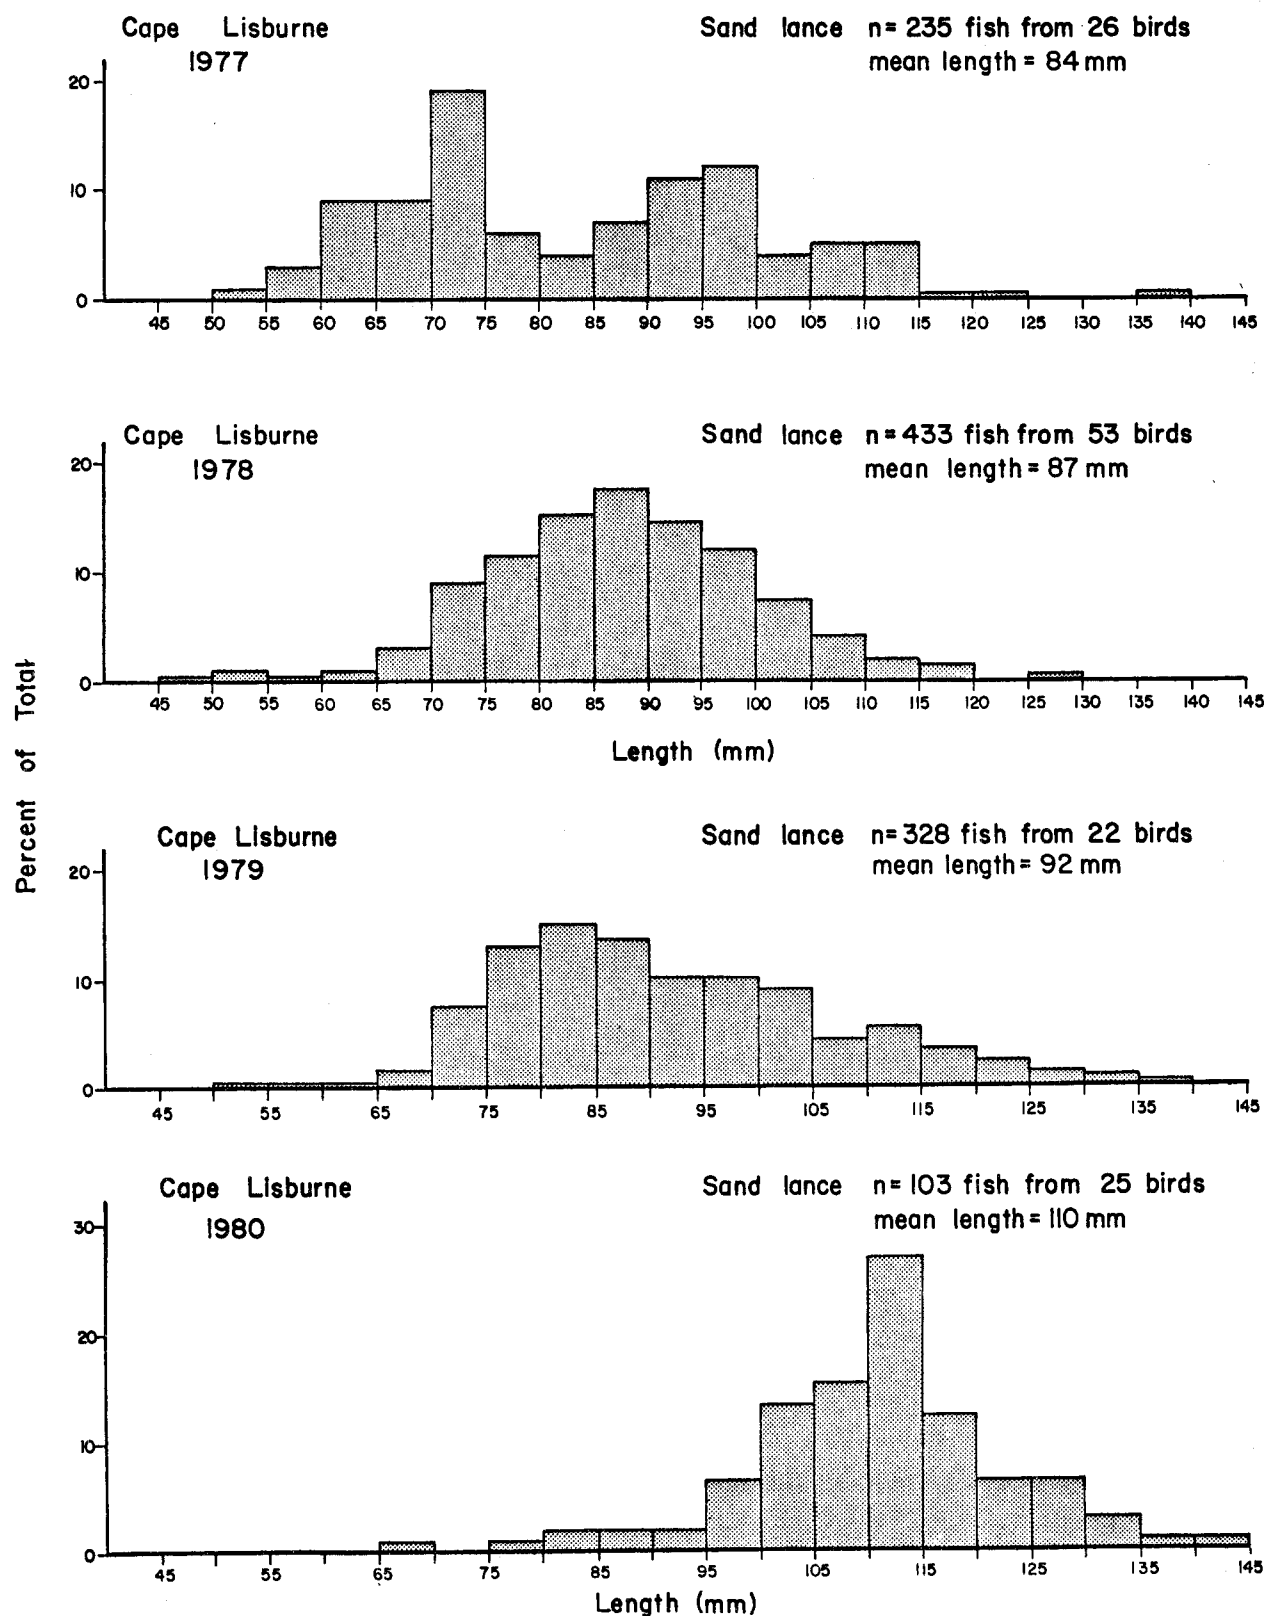 Cape Lisburne
1977
Sand lance n= 235 fish from 26 birds
mean length = 84 mm
20
10
0
45 50 55 60 65 70 75 80 85 90 95 100 105 110 115 120 125 130 135 140 145
Cape Lisburne
1978
Sand lance n=433 fish from 53 birds
mean length = 87 mm
20
10
0
45 50 55 60 65 70 75 80 85 90 95 100 105 110 115 120 125 130 135 140 145
Length (mm)
Percent of Total
Cape Lisburne
1979
Sand lance n=328 fish from 22 birds
mean length= 92 mm
20
10
0
45 55 65 75 85 95 105 115 125 135 145
Cape Lisburne
1980
Sand lance n=103 fish from 25 birds
mean length=110 mm
30
20
10
0
45 55 65 75 85 95 105 115 125 135 145
Length (mm)